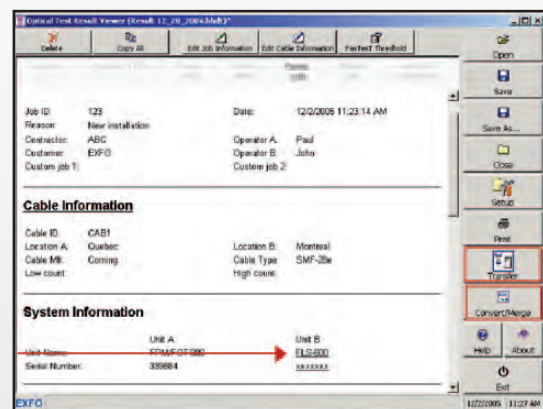 Optical Test Result Viewer (Result 12_20_2004.bhdt)*
Delete Copy All Edit Job Information Edit Cable Information FasTesT Threshold
Open
Save
Save As...
Close
Setup
Print
Transfer
Convert/Merge
Help About
Exit
Job ID: 123 Date: 12/2/2005 11:23:14 AM
Reason: New installation
Contractor: ABC Operator A: Paul
Customer: EXFO Operator B: John
Custom job 1: Custom job 2:
Cable Information
Cable ID: CAB1
Location A: Quebec Location B: Montreal
Cable Mfr: Corning Cable Type: SMF-28e
Low count: High count:
System Information
Unit A Unit B
Unit Name: FLS-600
Serial Number: 339884 xxxxxxx
EXFO 12/2/2005 11:27 AM